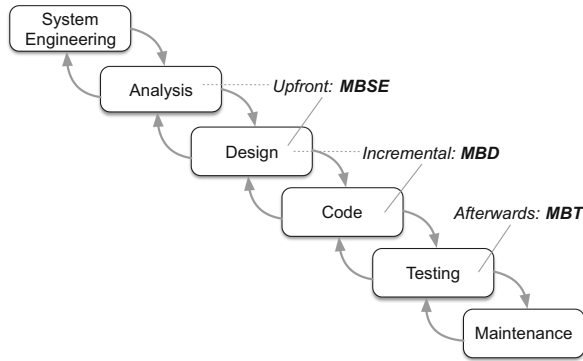 System
Engineering
Analysis
Upfront: MBSE
Design
Incremental: MBD
Code
Afterwards: MBT
Testing
Maintenance